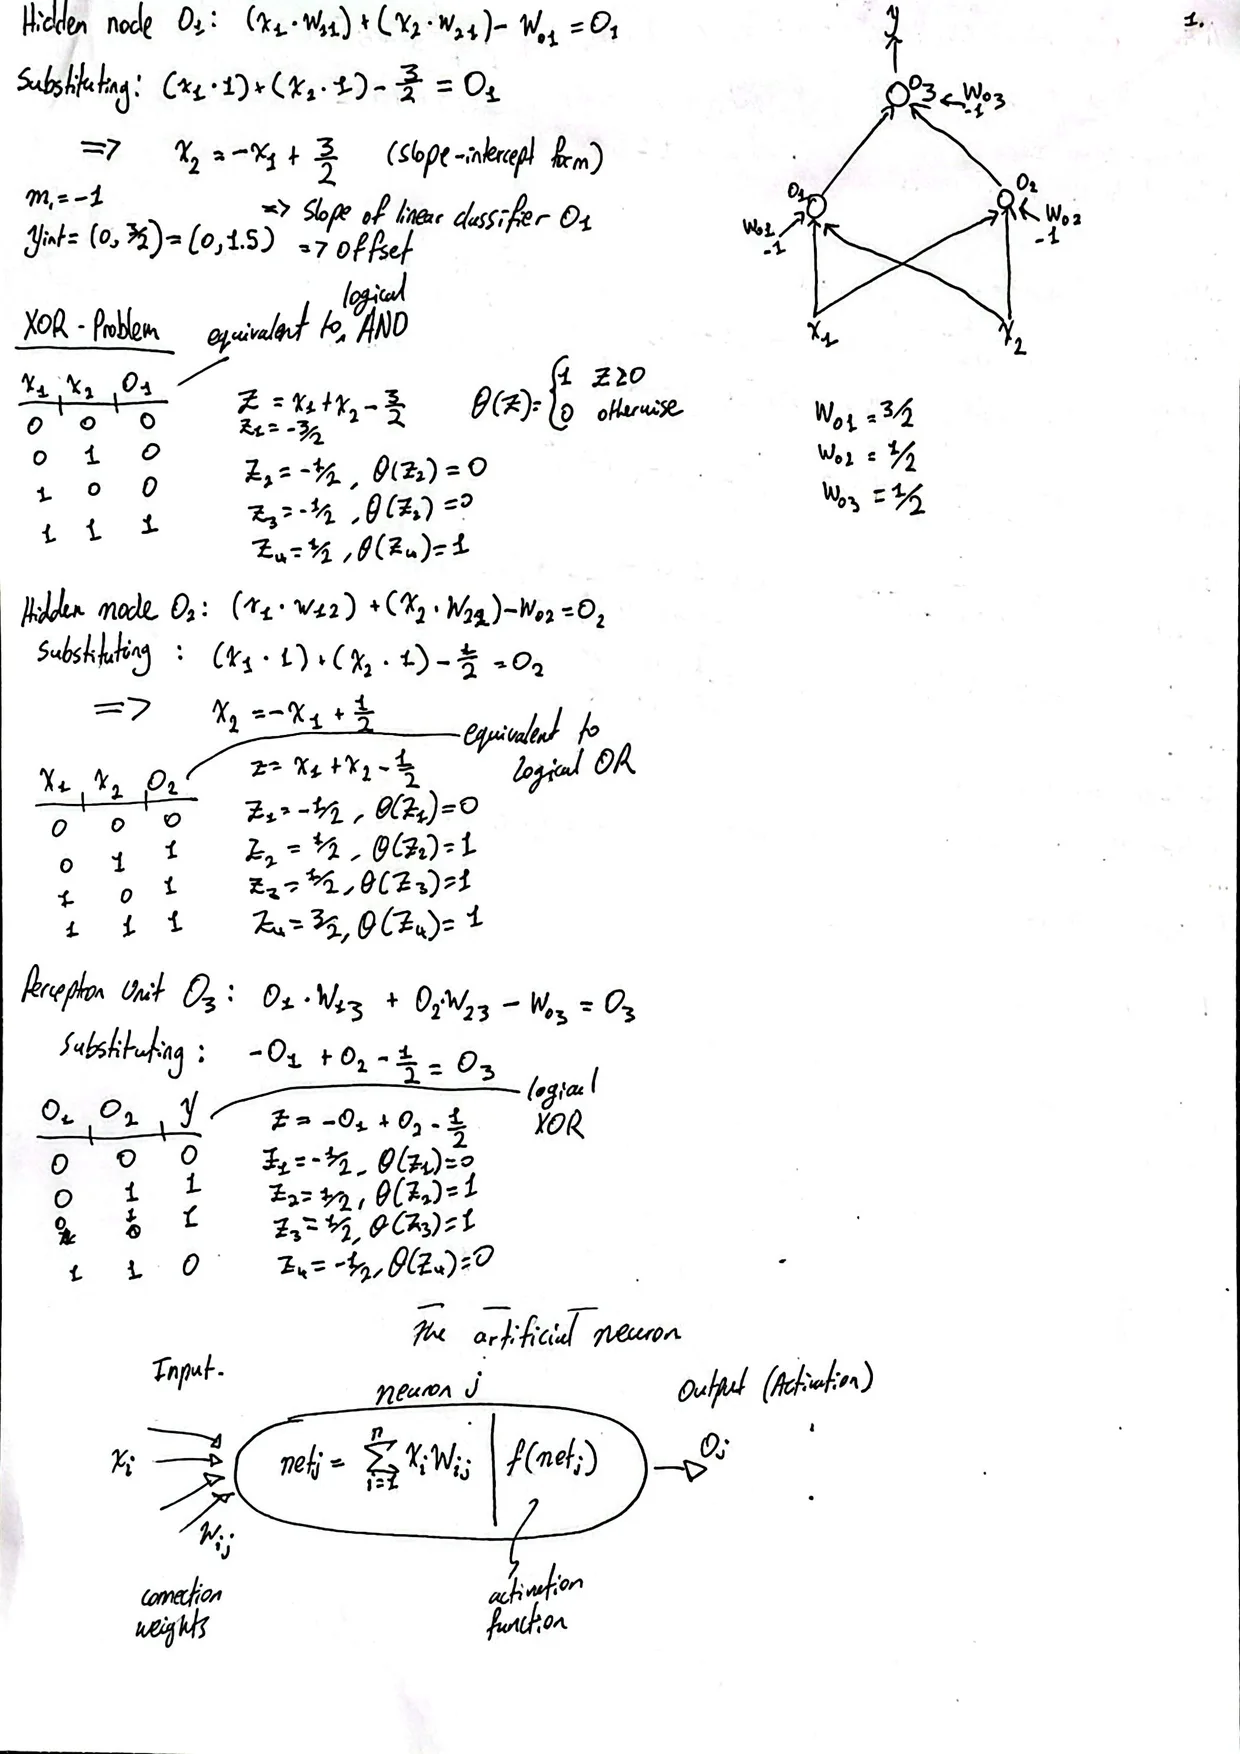 1.
Hidden node O₁: (x₁·w₁₁)+(x₂·w₂₁)- w₀₁ = O₁
Substituting: (x₁·1)+(x₂·1)- 3/2 = O₁
=> x₂ = -x₁ + 3/2 (slope-intercept form)
m₁ = -1 => slope of linear classifier O₁
yint = (0, 3/2) = (0, 1.5) => offset
y
O₃ ← w₀₃
-1
O₁ O₂
w₀₁ w₀₂
-1 -1
x₁ x₂
w₀₁ = 3/2
w₀₂ = 1/2
w₀₃ = 1/2
XOR - Problem equivalent to logical AND
x₁ x₂ O₁
0 0 0
0 1 0
1 0 0
1 1 1
z = x₁+x₂ - 3/2 θ(z) = {1 z≥0
0 otherwise
z₁ = -3/2
z₂ = -1/2, θ(z₂) = 0
z₃ = -1/2, θ(z₃) = 0
z₄ = 1/2, θ(z₄) = 1
Hidden node O₂: (x₁·w₁₂) + (x₂·w₂₂) - w₀₂ = O₂
Substituting : (x₁·1)+(x₂·1)- 1/2 = O₂
=> x₂ = -x₁ + 1/2
equivalent to
logical OR
x₁ x₂ O₂
0 0 0
0 1 1
1 0 1
1 1 1
z = x₁+x₂ - 1/2
z₁ = -1/2, θ(z₁) = 0
z₂ = 1/2, θ(z₂) = 1
z₃ = 1/2, θ(z₃) = 1
z₄ = 3/2, θ(z₄) = 1
Perceptron Unit O₃: O₁·w₁₃ + O₂·w₂₃ - w₀₃ = O₃
Substituting: -O₁ + O₂ - 1/2 = O₃
logical
XOR
O₁ O₂ y
0 0 0
0 1 1
0 1 1
1 1 0
z = -O₁ + O₂ - 1/2
z₁ = -1/2, θ(z₁) = 0
z₂ = 1/2, θ(z₂) = 1
z₃ = 1/2, θ(z₃) = 1
z₄ = -1/2, θ(z₄) = 0
The artificial neuron
Input.
neuron j
Output (Activation)
xᵢ
netⱼ = Σⁿᵢ₌₁ xᵢwᵢⱼ
f(netⱼ)
Oⱼ
wᵢⱼ
connection
weights
activation
function